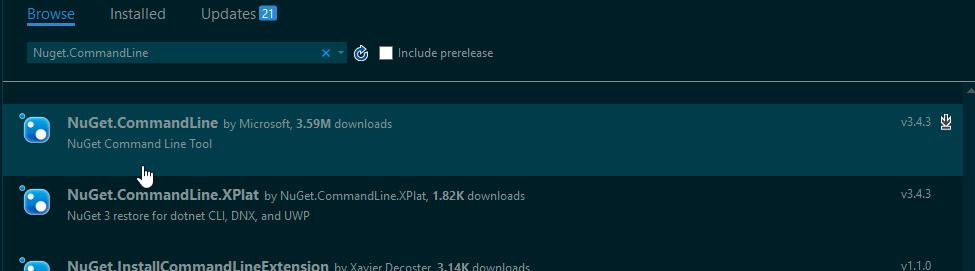 Browse Installed Updates 21
Nuget.CommandLine Include prerelease
NuGet.CommandLine by Microsoft, 3.59M downloads v3.4.3
NuGet Command Line Tool
NuGet.CommandLine.XPlat by NuGet.CommandLine.XPlat, 1.82K downloads v3.4.3
NuGet 3 restore for dotnet CLI, DNX, and UWP
NuGet.InstallCommandLineExtension by Xavier Decoster, 3.14K downloads v1.1.0